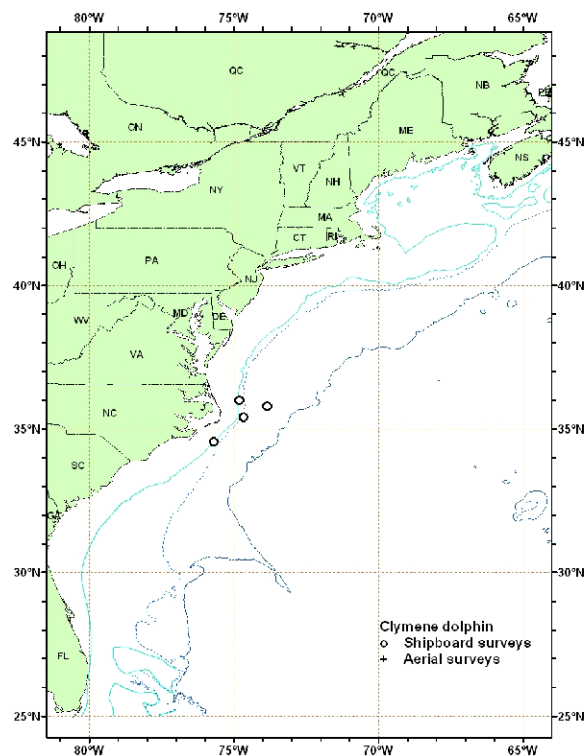 80°W 75°W 70°W 65°W
QC
QC
NB
PE
ON
45°N 45°N
ME
NS
VT
NH
NY
MA
CT RI
40°N 40°N
OH
PA
NJ
WV
MD
DE
VA
35°N 35°N
NC
SC
GA
30°N 30°N
Clymene dolphin
Shipboard surveys
Aerial surveys
FL
25°N 25°N
80°W 75°W 70°W 65°W